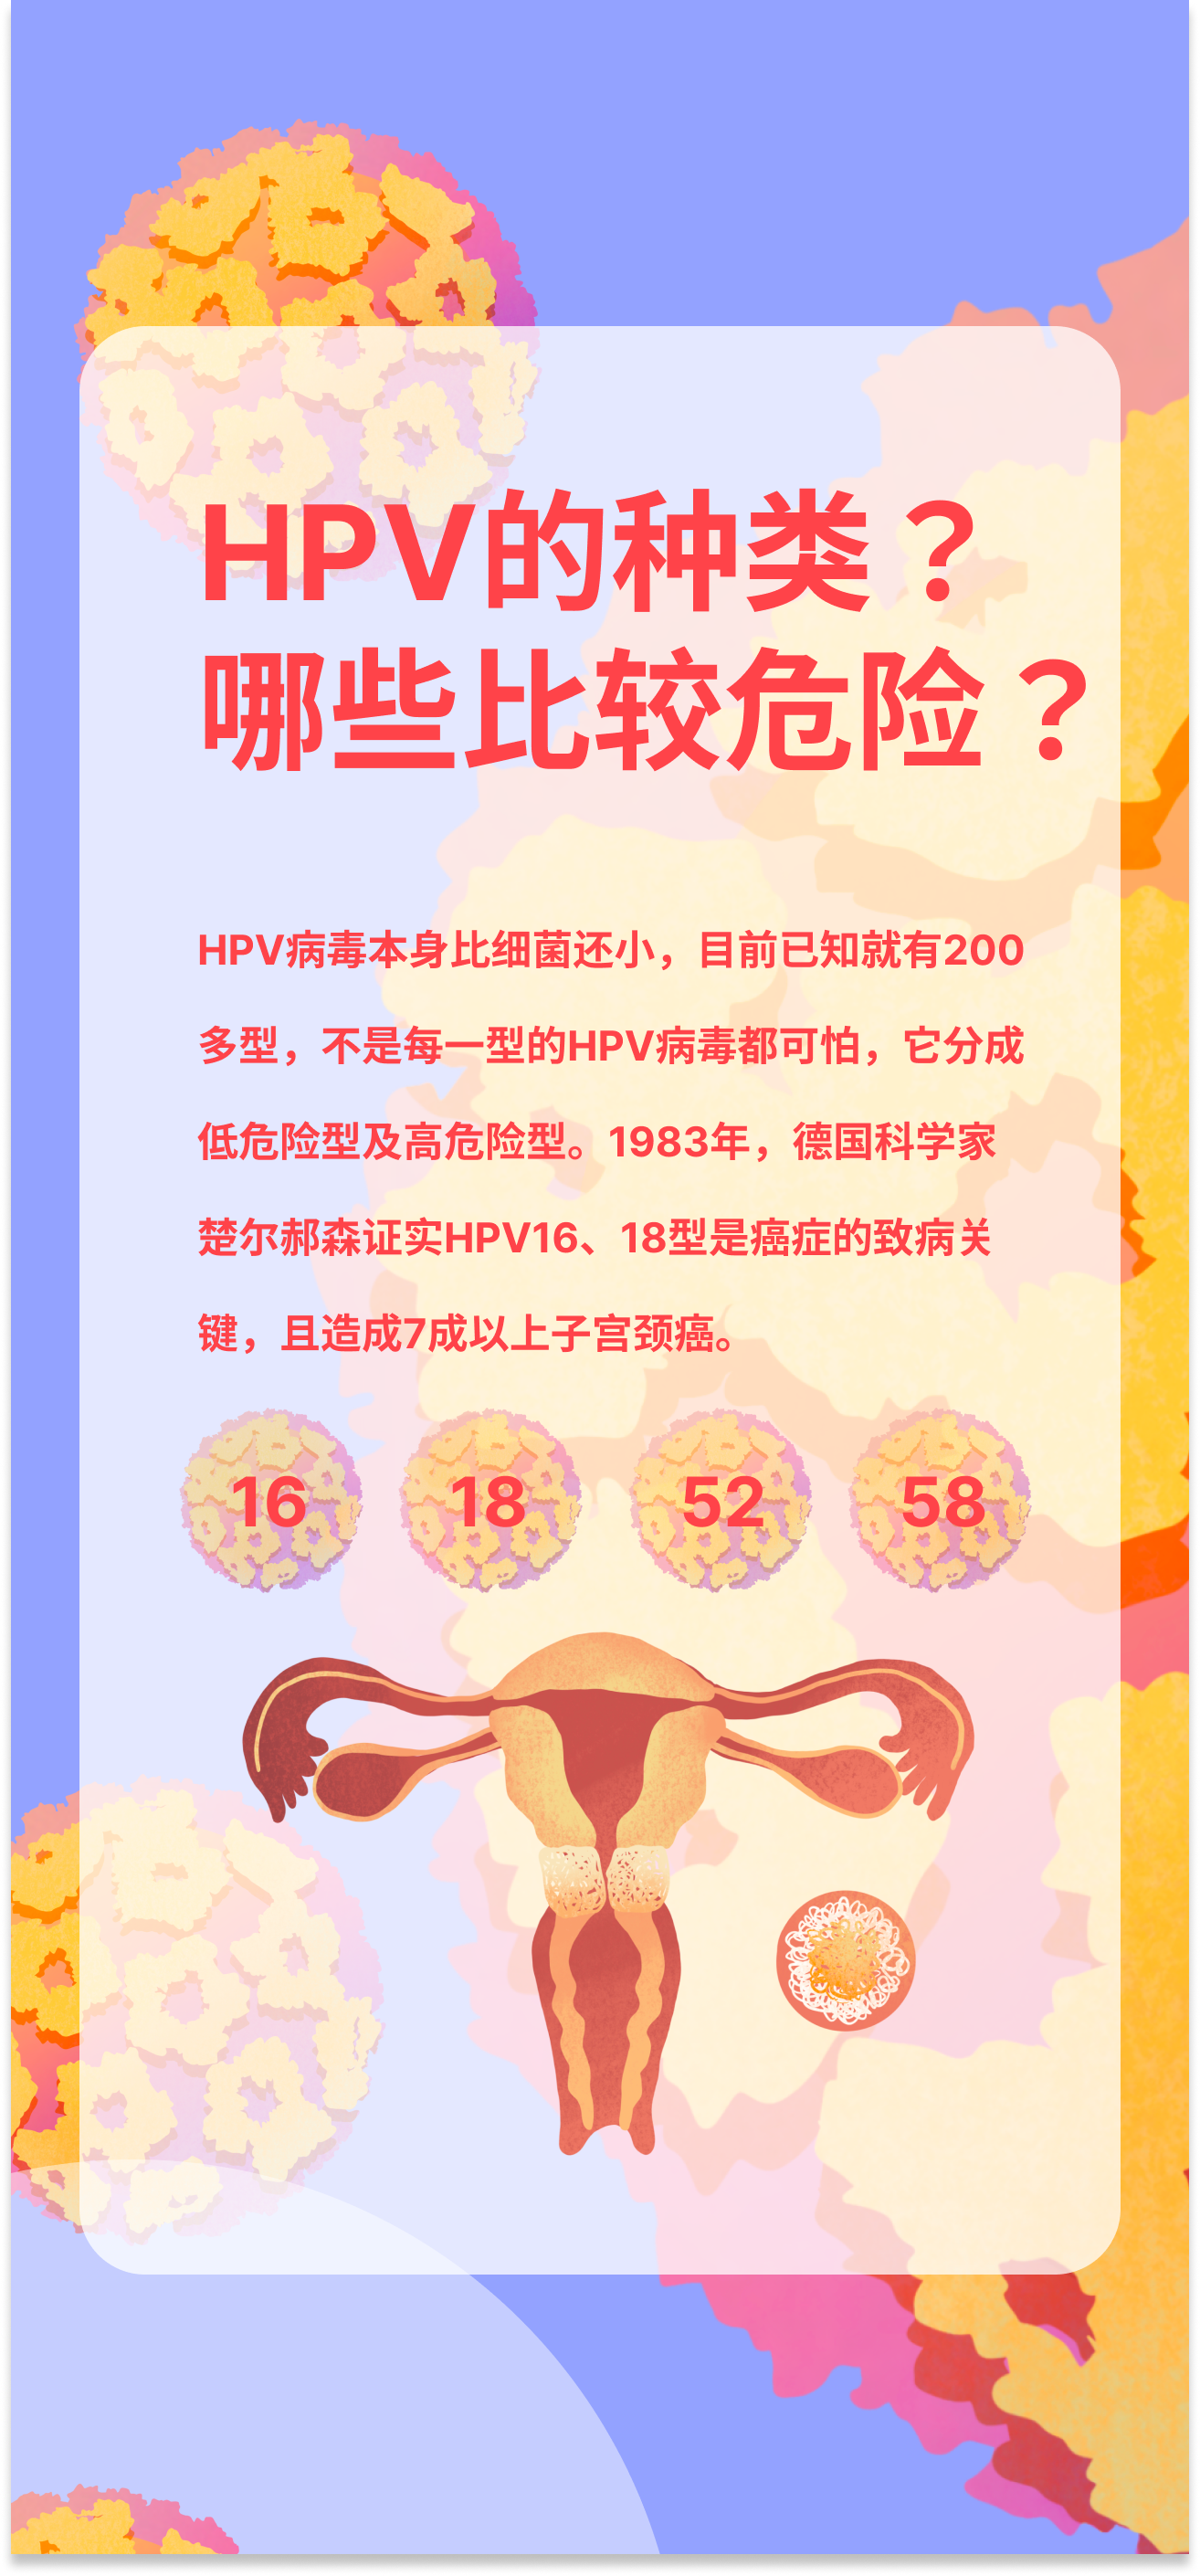 HPV的种类？
哪些比较危险？
HPV病毒本身比细菌还小，目前已知就有200
多型，不是每一型的HPV病毒都可怕，它分成
低危险型及高危险型。1983年，德国科学家
楚尔郝森证实HPV16、18型是癌症的致病关
键，且造成7成以上子宫颈癌。
16 18 52 58